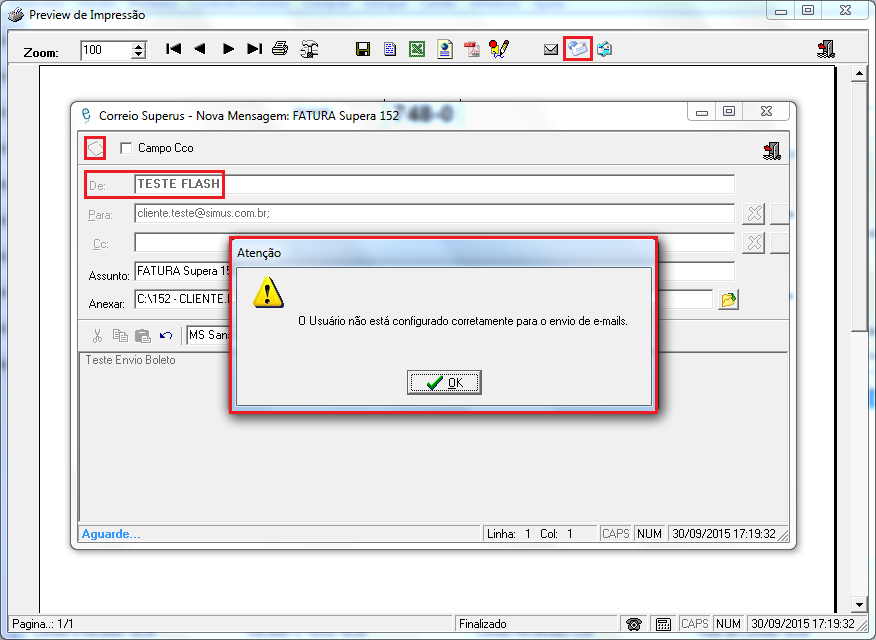 Preview de Impressão
Zoom: 100
Correio Superus - Nova Mensagem: FATURA Supera 152
748-0
Campo Cco
De: TESTE FLASH
Para: cliente.teste@simus.com.br;
Cc:
Assunto: FATURA Supera 15
Anexar: C:\152 - CLIENTE.
MS San
Teste Envio Boleto
Atenção
O Usuário não está configurado corretamente para o envio de e-mails.
OK
Aguarde...
Linha: 1 Col: 1
CAPS
NUM
30/09/2015 17:19:32
Pagina..: 1/1
Finalizado
CAPS
NUM
30/09/2015 17:19:32